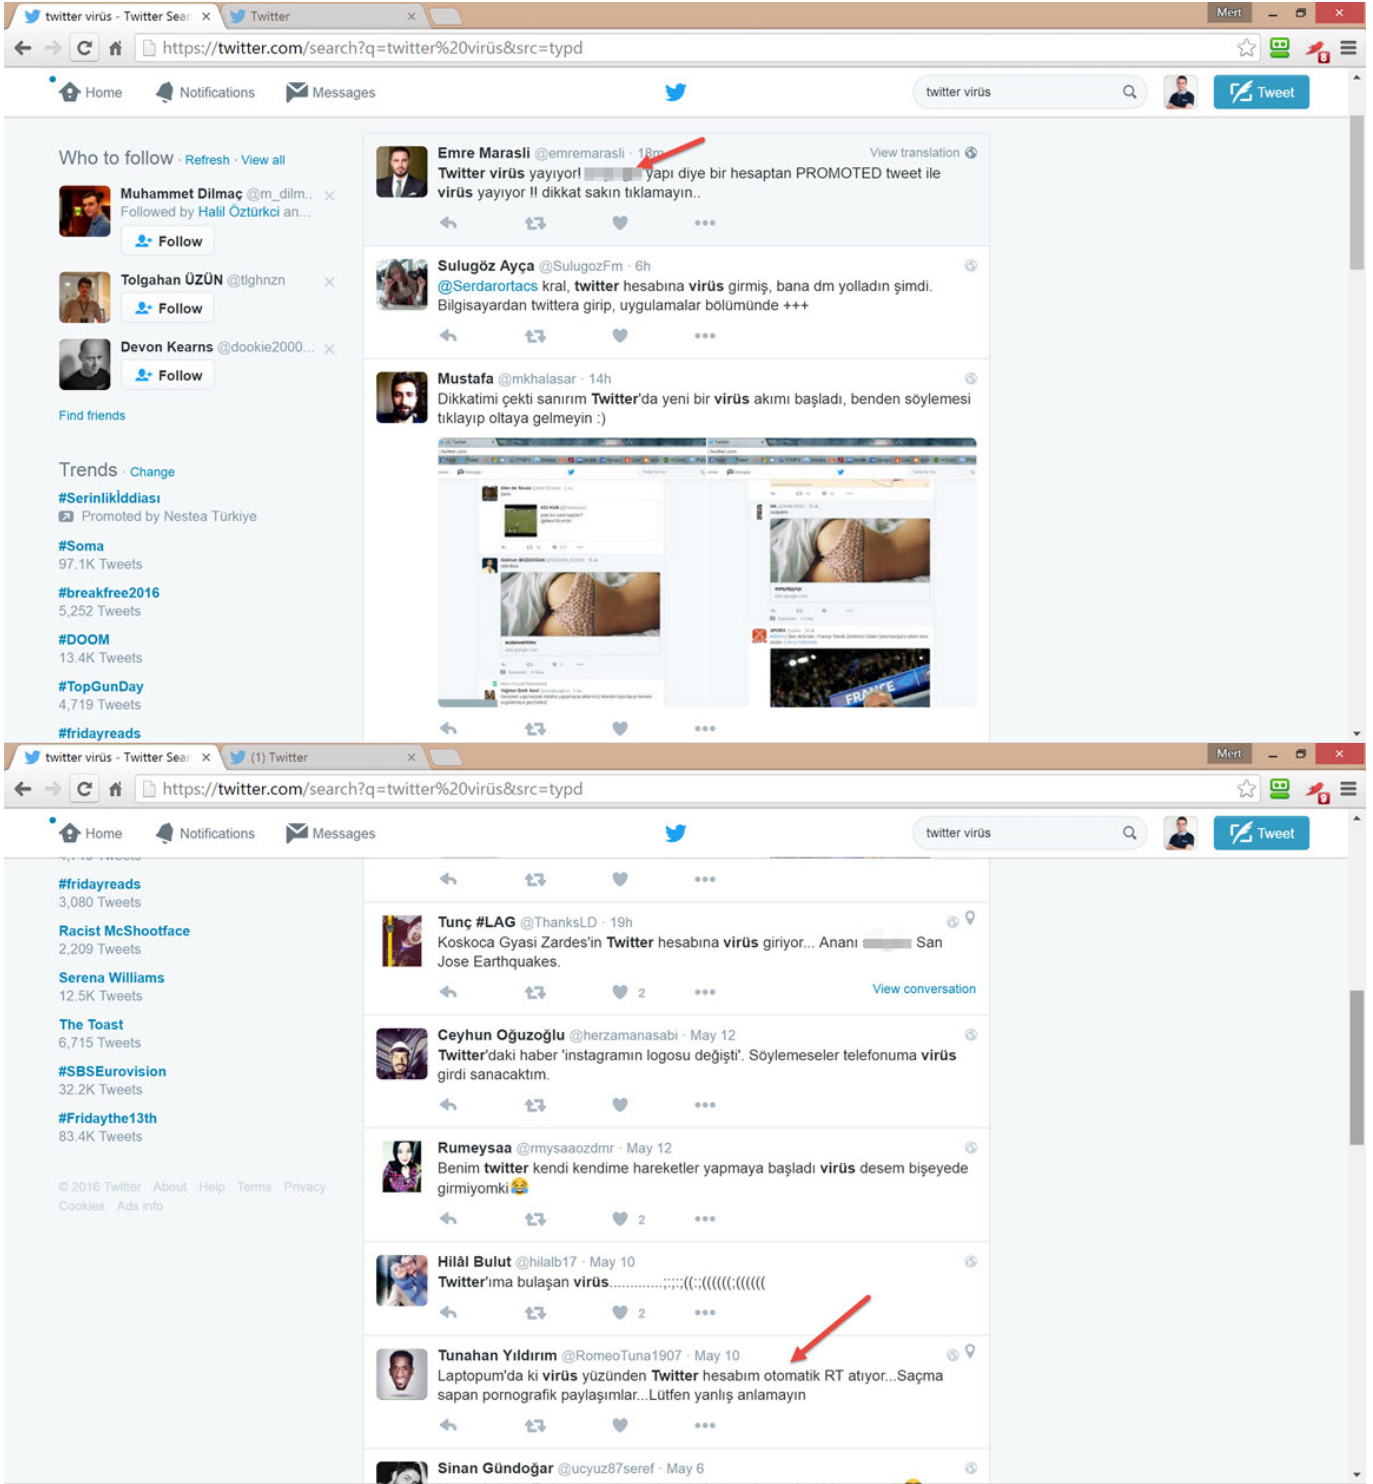 twitter virüs - Twitter Sear
Twitter
Mert
https://twitter.com/search?q=twitter%20virüs&src=typd
8
Home
Notifications
Messages
twitter virüs
Tweet
Who to follow · Refresh · View all
Muhammet Dilmaç @m_dilm...
Followed by Halil Öztürkci an...
Follow
Tolgahan ÜZÜN @tlghnzn
Follow
Devon Kearns @dookie2000...
Follow
Find friends
Trends · Change
#Serinlikİddiası
Promoted by Nestea Türkiye
#Soma
97.1K Tweets
#breakfree2016
5,252 Tweets
#DOOM
13.4K Tweets
#TopGunDay
4,719 Tweets
#fridayreads
Emre Marasli @emremarasli · 18m
View translation
Twitter virüs yayıyor! yapı diye bir hesaptan PROMOTED tweet ile
virüs yayıyor !! dikkat sakın tıklamayın..
Sulugöz Ayça @SulugozFm · 6h
@Serdarortacs kral, twitter hesabına virüs girmiş, bana dm yolladın şimdi.
Bilgisayardan twittera girip, uygulamalar bölümünde +++
Mustafa @mkhalasar · 14h
Dikkatimi çekti sanırım Twitter'da yeni bir virüs akımı başladı, benden söylemesi
tıklayıp oltaya gelmeyin :)
FRANCE
twitter virüs - Twitter Sear
(1) Twitter
Mert
https://twitter.com/search?q=twitter%20virüs&src=typd
9
Home
Notifications
Messages
twitter virüs
Tweet
#fridayreads
3,080 Tweets
Racist McShootface
2,209 Tweets
Serena Williams
12.5K Tweets
The Toast
6,715 Tweets
#SBSEurovision
32.2K Tweets
#Fridaythe13th
83.4K Tweets
© 2016 Twitter About Help Terms Privacy
Cookies Ads info
Tunç #LAG @ThanksLD · 19h
Koskoca Gyasi Zardes'in Twitter hesabına virüs giriyor... Ananı San
Jose Earthquakes.
2
View conversation
Ceyhun Oğuzoğlu @herzamanasabi · May 12
Twitter'daki haber 'instagramın logosu değişti'. Söylemeseler telefonuma virüs
girdi sanacaktım.
Rumeysaa @rmysaaozdmr · May 12
Benim twitter kendi kendime hareketler yapmaya başladı virüs desem bişeyede
girmiyomki😂
2
Hilâl Bulut @hilalb17 · May 10
Twitter'ıma bulaşan virüs.............;:;:;((:;((((((;((((((
2
Tunahan Yıldırım @RomeoTuna1907 · May 10
Laptopum'da ki virüs yüzünden Twitter hesabım otomatik RT atıyor...Saçma
sapan pornografik paylaşımlar...Lütfen yanlış anlamayın
Sinan Gündoğar @ucyuz87seref · May 6